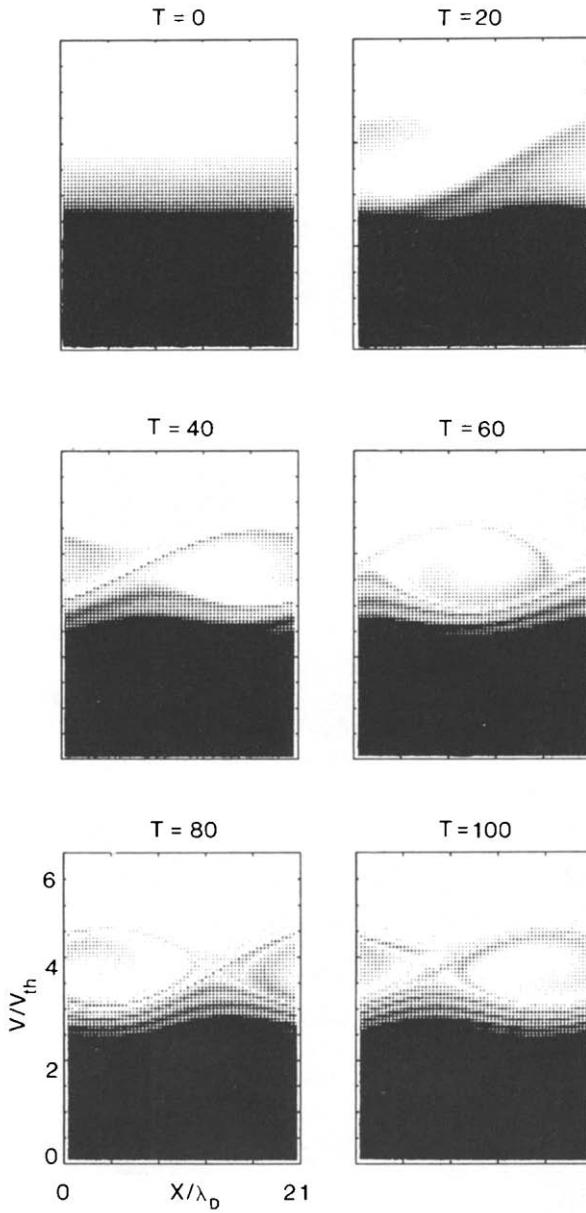 T = 0
T = 20
T = 40
T = 60
T = 80
T = 100
6
4
2
0
V/V_th
0
X/λ_D
21